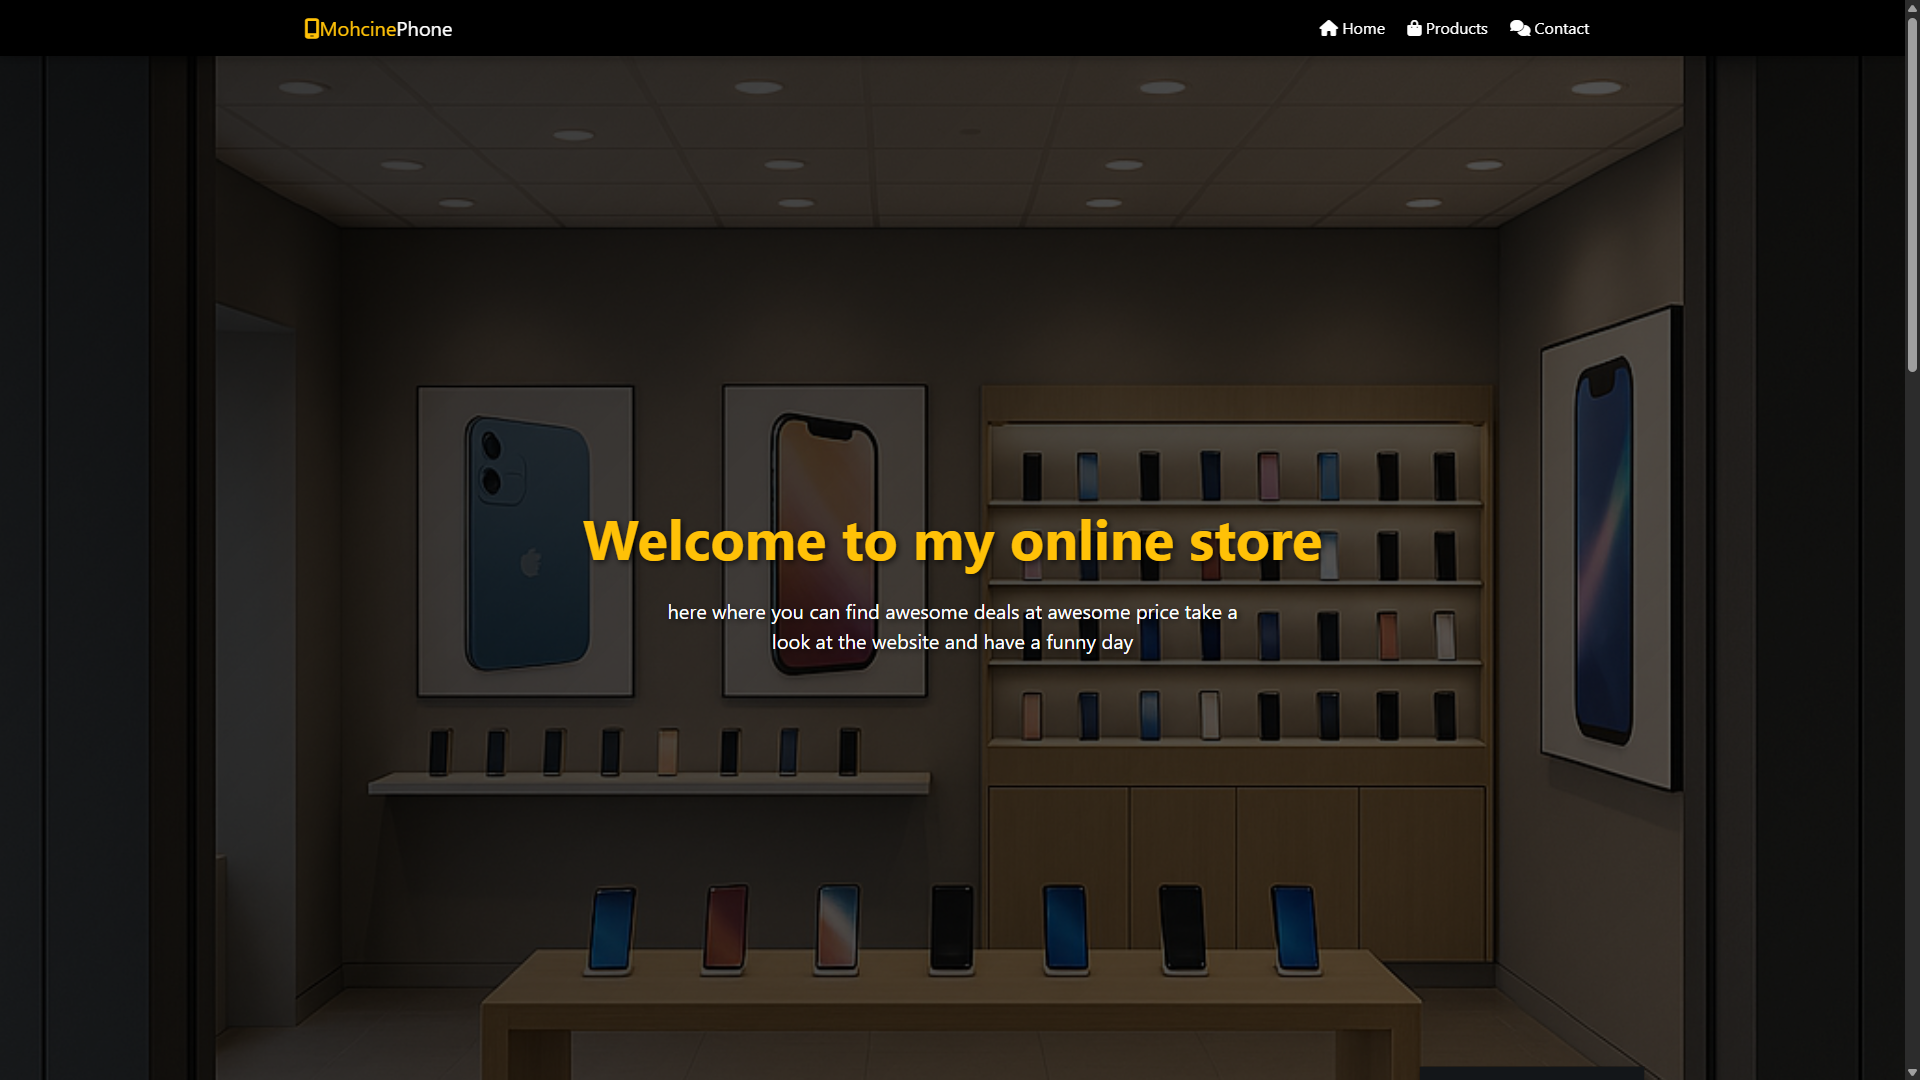 MohcinePhone
Home
Products
Contact
Welcome to my online store
here where you can find awesome deals at awesome price take a
look at the website and have a funny day